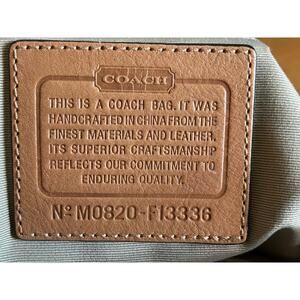 COACH
THIS IS A COACH BAG. IT WAS
HANDCRAFTED IN CHINA FROM THE
FINEST MATERIALS AND LEATHER.
ITS SUPERIOR CRAFTSMANSHIP
REFLECTS OUR COMMITMENT TO
ENDURING QUALITY.
Nº M0820-F13336